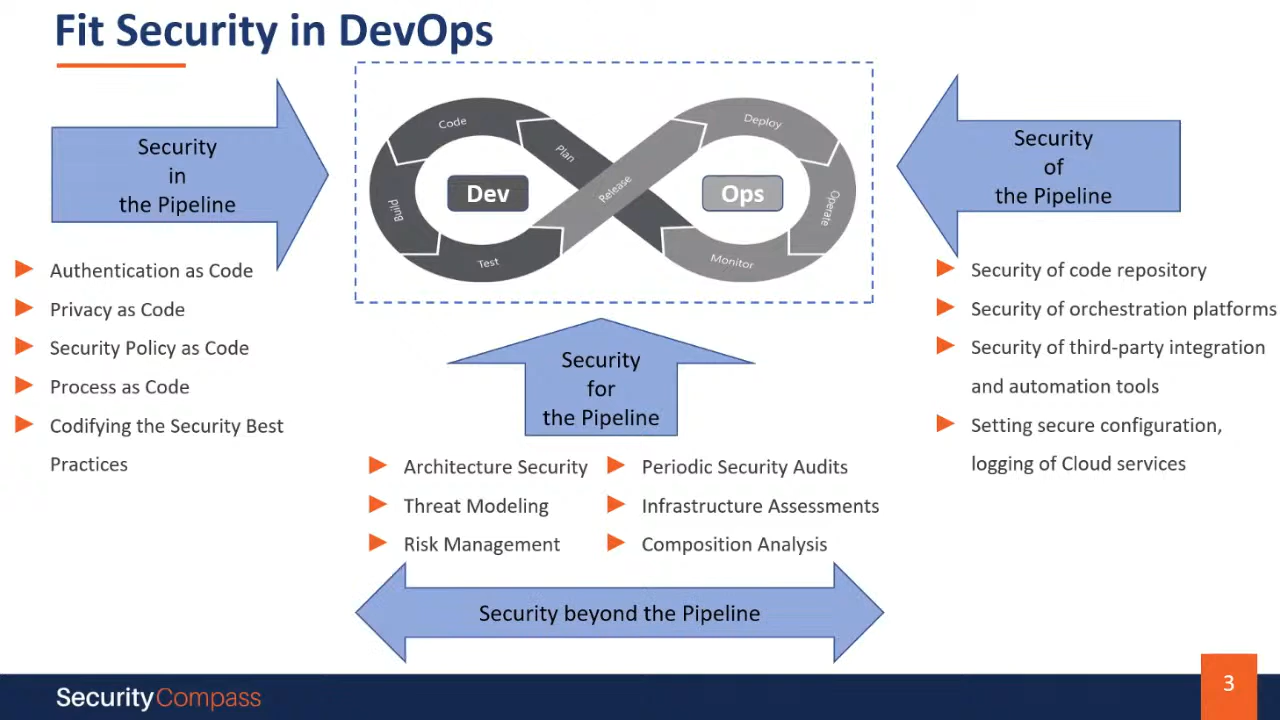 Fit Security in DevOps
Security
in
the Pipeline
Authentication as Code
Privacy as Code
Security Policy as Code
Process as Code
Codifying the Security Best
Practices
Code
Plan
Build
Dev
Test
Release
Deploy
Ops
Operate
Monitor
Security
for
the Pipeline
Architecture Security
Threat Modeling
Risk Management
Periodic Security Audits
Infrastructure Assessments
Composition Analysis
Security
of
the Pipeline
Security of code repository
Security of orchestration platforms
Security of third-party integration
and automation tools
Setting secure configuration,
logging of Cloud services
Security beyond the Pipeline
SecurityCompass
3